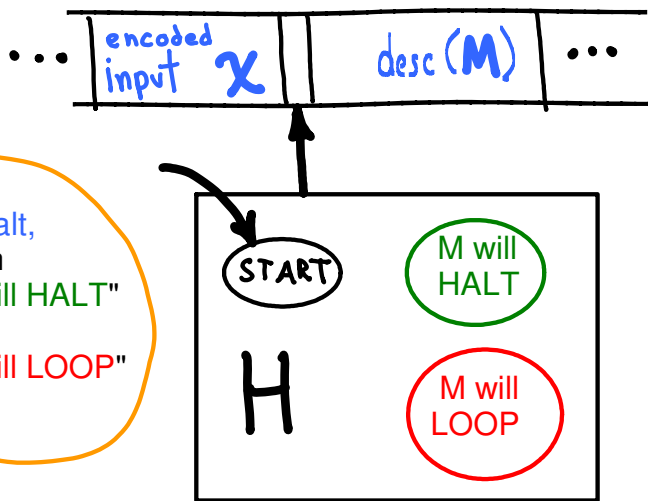 ••• encoded input X desc (M) •••
alt,
ill HALT"
ill LOOP"
START
M will
HALT
H
M will
LOOP